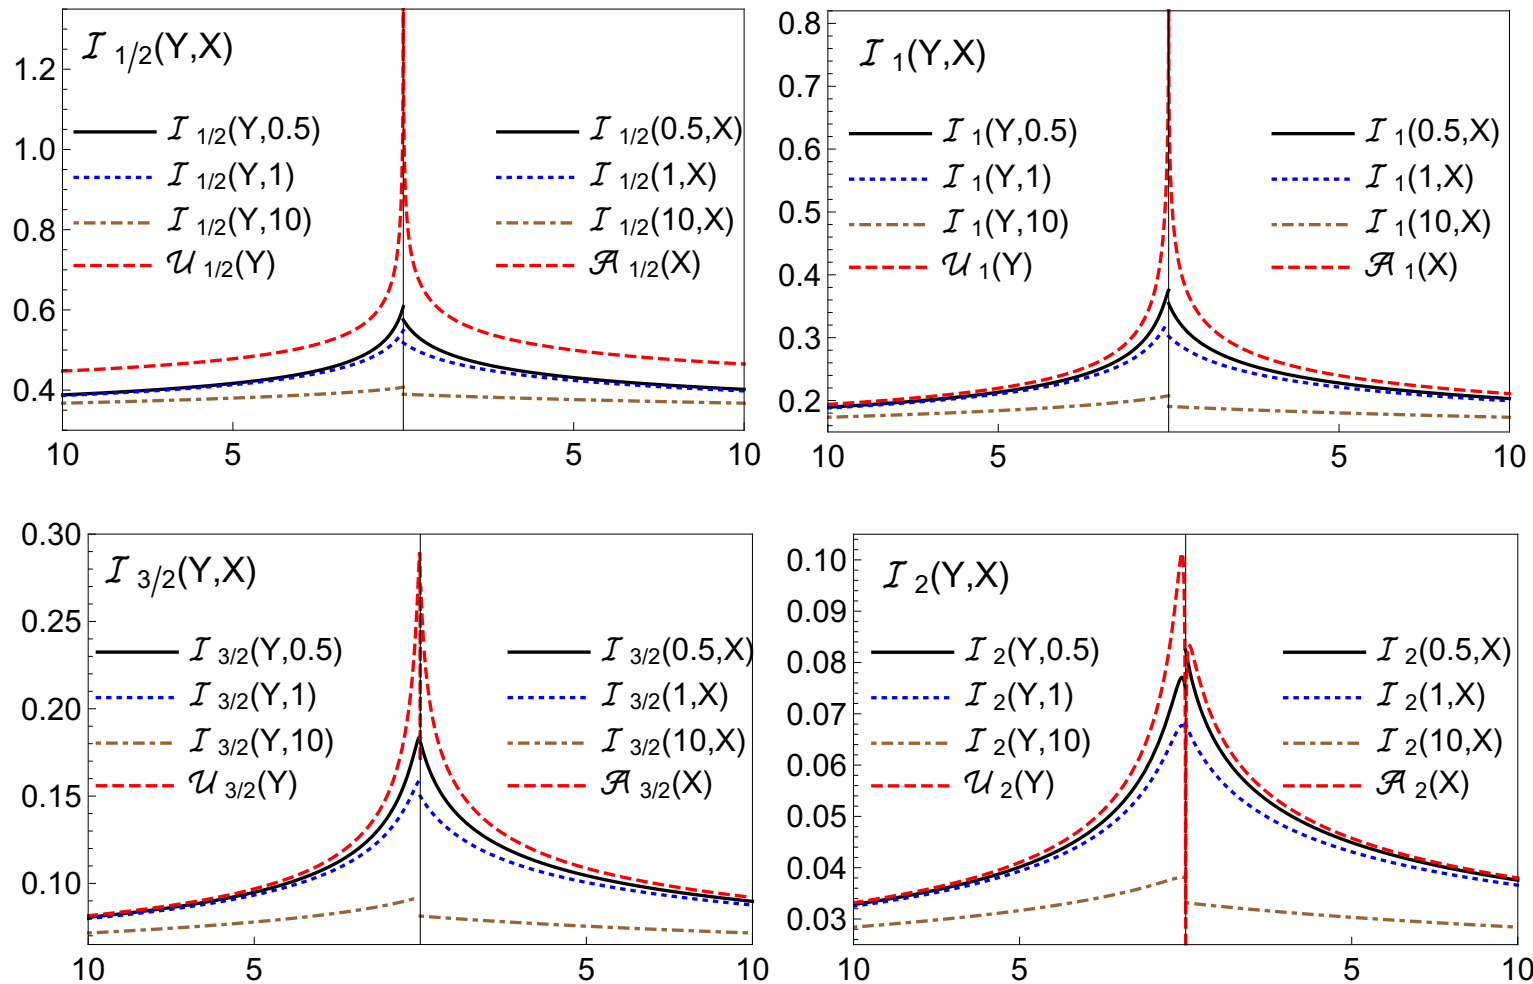 ℐ 1/2(Y,X)
1.2
1.0
0.8
0.6
0.4
ℐ 1/2(Y,0.5)
ℐ 1/2(Y,1)
ℐ 1/2(Y,10)
𝒰 1/2(Y)
ℐ 1/2(0.5,X)
ℐ 1/2(1,X)
ℐ 1/2(10,X)
𝒜 1/2(X)
10 5 5 10
ℐ 1(Y,X)
0.8
0.7
0.6
0.5
0.4
0.3
0.2
ℐ 1(Y,0.5)
ℐ 1(Y,1)
ℐ 1(Y,10)
𝒰 1(Y)
ℐ 1(0.5,X)
ℐ 1(1,X)
ℐ 1(10,X)
𝒜 1(X)
10 5 5 10
ℐ 3/2(Y,X)
0.30
0.25
0.20
0.15
0.10
ℐ 3/2(Y,0.5)
ℐ 3/2(Y,1)
ℐ 3/2(Y,10)
𝒰 3/2(Y)
ℐ 3/2(0.5,X)
ℐ 3/2(1,X)
ℐ 3/2(10,X)
𝒜 3/2(X)
10 5 5 10
ℐ 2(Y,X)
0.10
0.09
0.08
0.07
0.06
0.05
0.04
0.03
ℐ 2(Y,0.5)
ℐ 2(Y,1)
ℐ 2(Y,10)
𝒰 2(Y)
ℐ 2(0.5,X)
ℐ 2(1,X)
ℐ 2(10,X)
𝒜 2(X)
10 5 5 10